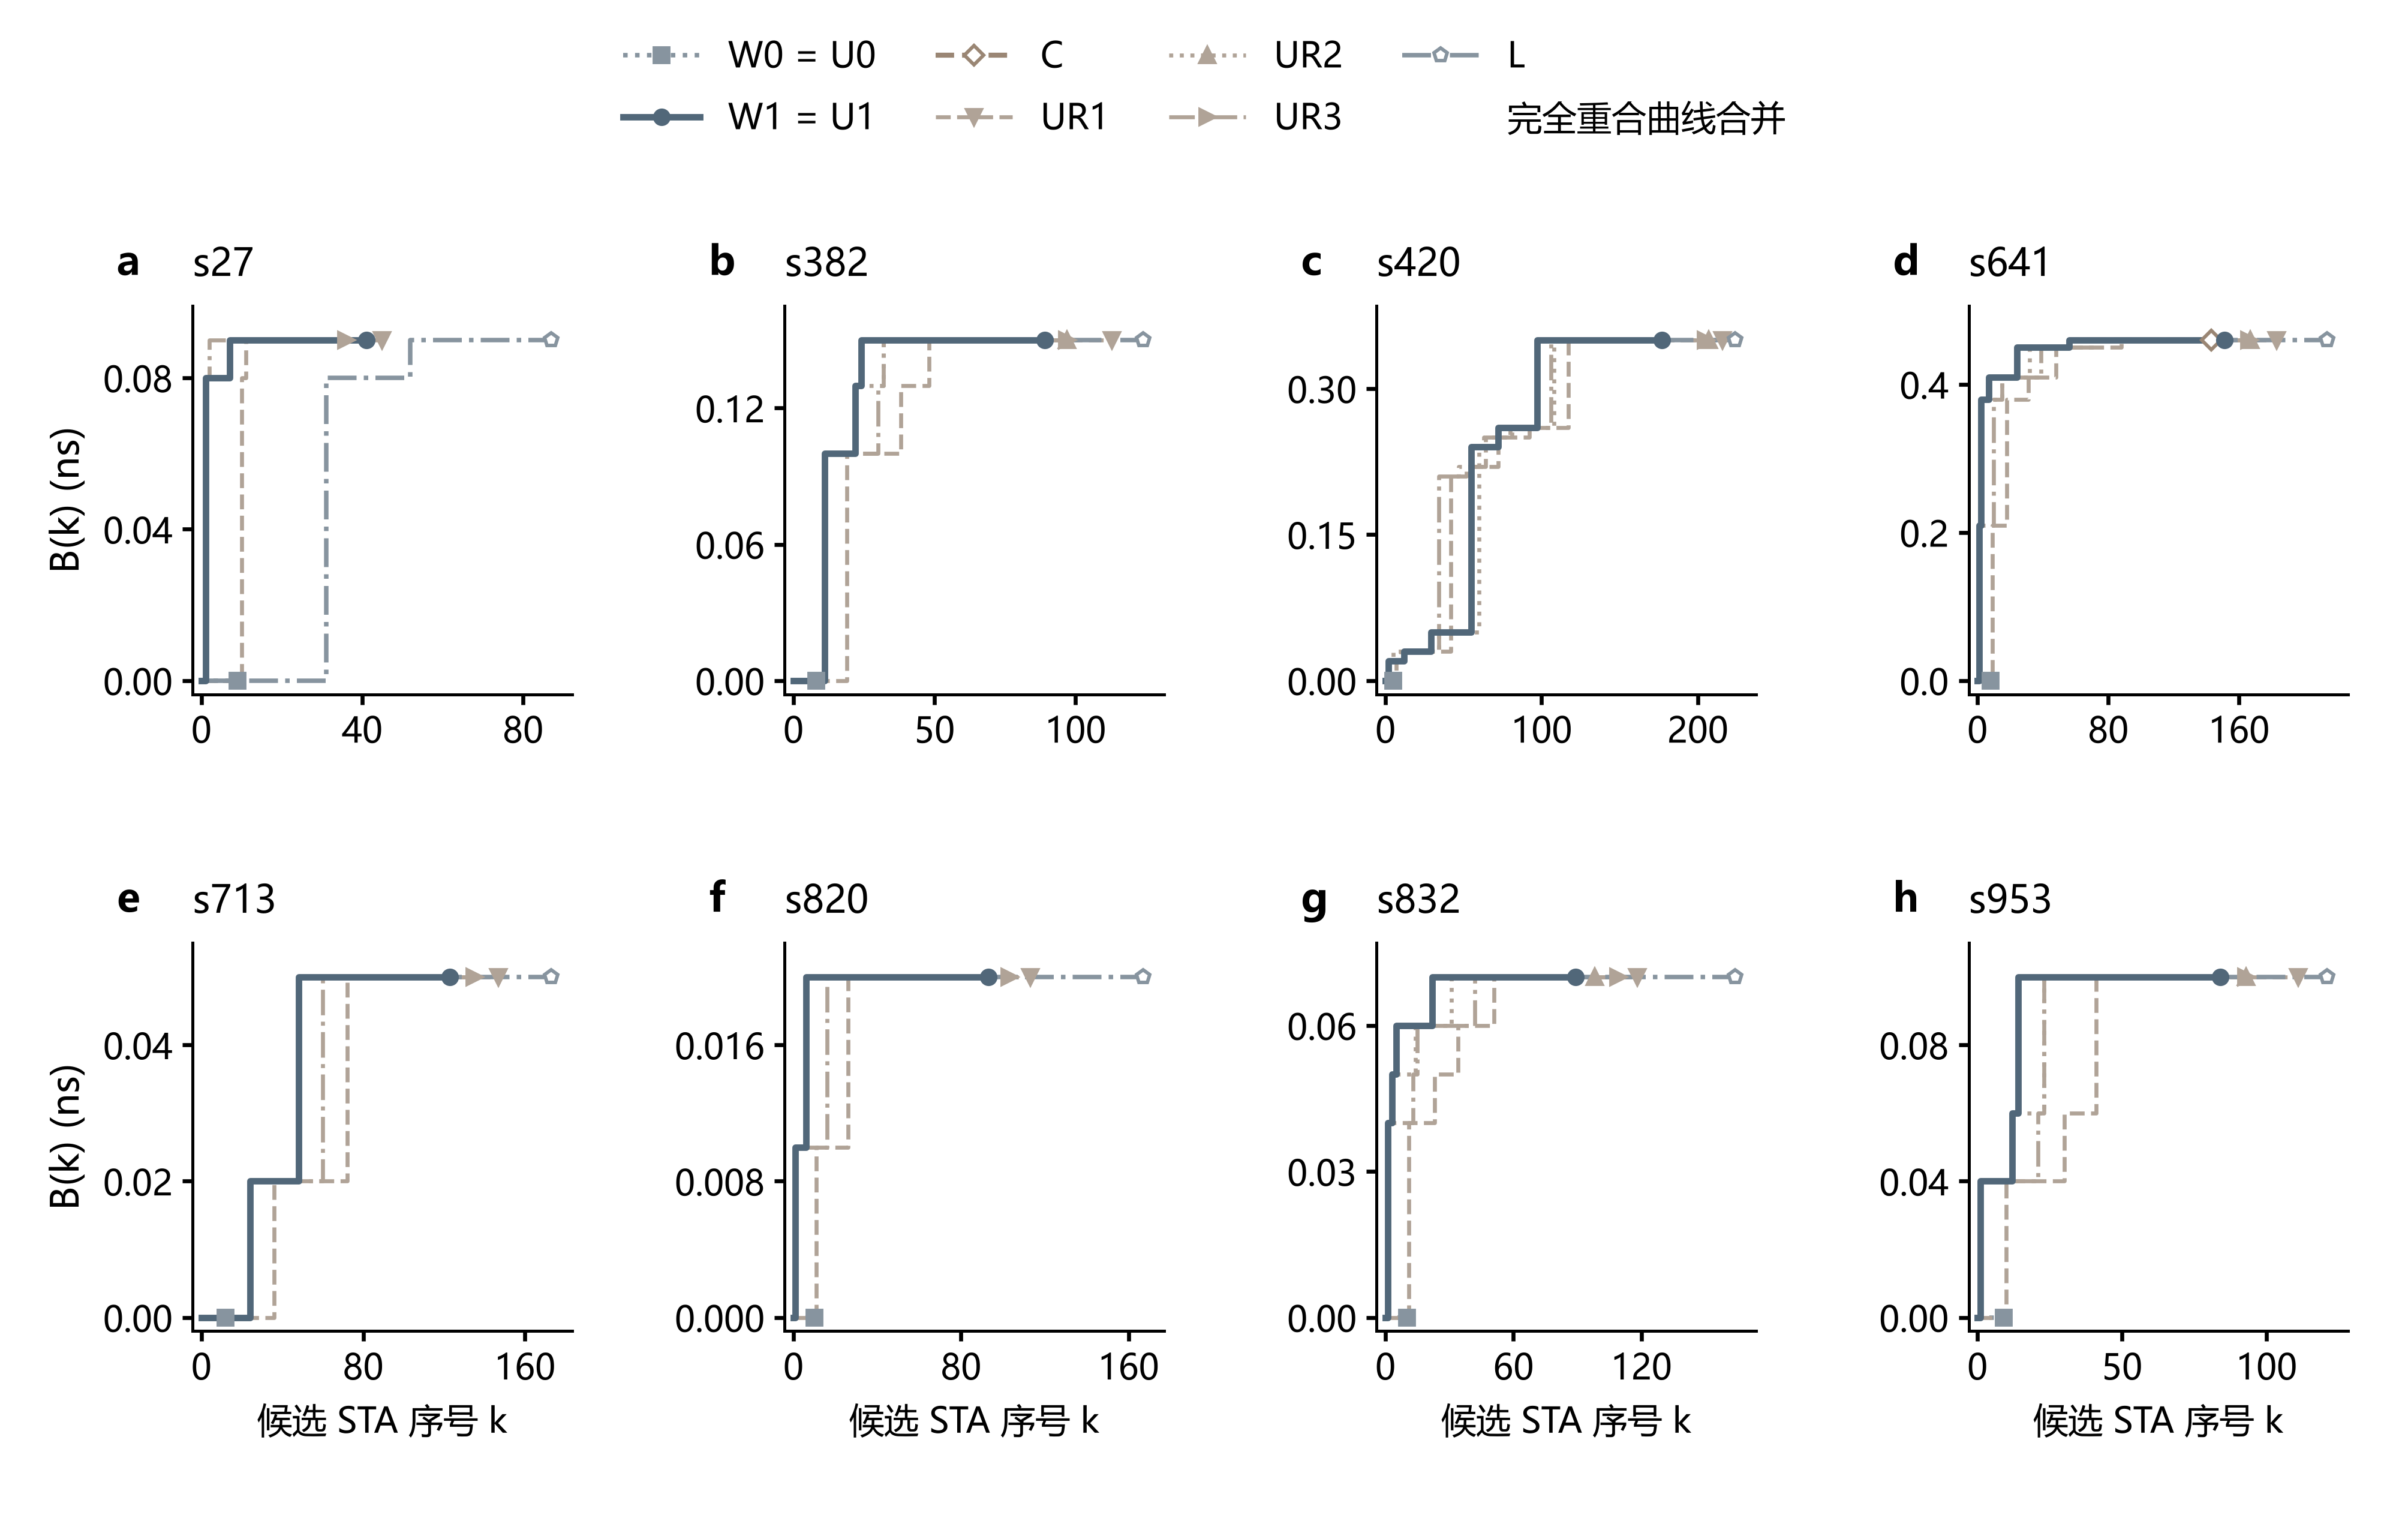 W0 = U0
C
UR2
L
W1 = U1
UR1
UR3
完全重合曲线合并
a s27
b s382
c s420
d s641
B(k) (ns)
0.08
0.04
0.00
0 40 80
0.12
0.06
0.00
0 50 100
0.30
0.15
0.00
0 100 200
0.4
0.2
0.0
0 80 160
e s713
f s820
g s832
h s953
B(k) (ns)
0.04
0.02
0.00
0 80 160
候选 STA 序号 k
0.016
0.008
0.000
0 80 160
候选 STA 序号 k
0.06
0.03
0.00
0 60 120
候选 STA 序号 k
0.08
0.04
0.00
0 50 100
候选 STA 序号 k